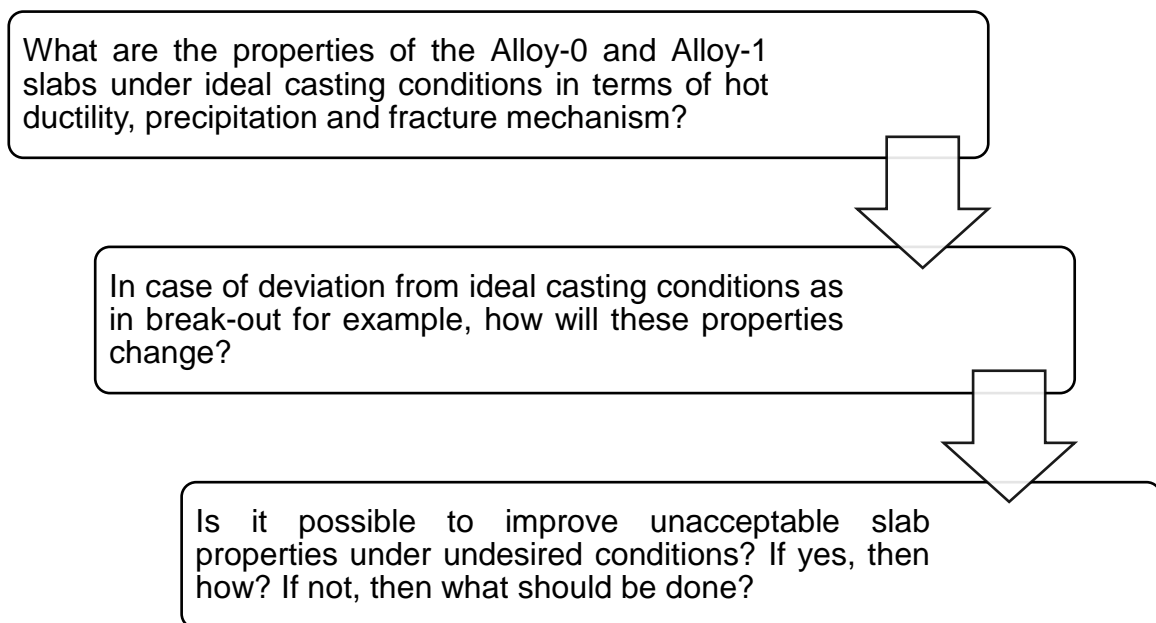 What are the properties of the Alloy-0 and Alloy-1
slabs under ideal casting conditions in terms of hot
ductility, precipitation and fracture mechanism?
In case of deviation from ideal casting conditions as
in break-out for example, how will these properties
change?
Is it possible to improve unacceptable slab
properties under undesired conditions? If yes, then
how? If not, then what should be done?